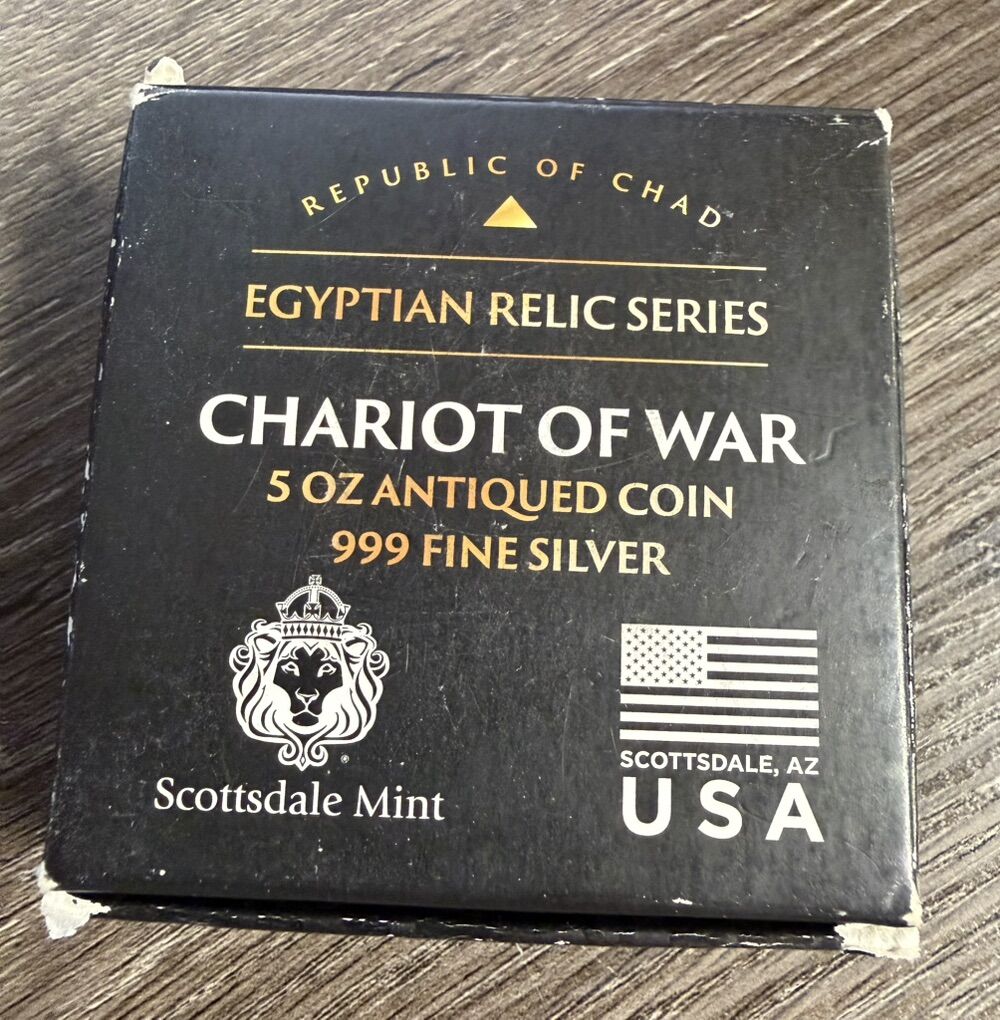 REPUBLIC OF CHAD
EGYPTIAN RELIC SERIES
CHARIOT OF WAR
5 OZ ANTIQUED COIN
999 FINE SILVER
®
Scottsdale Mint
SCOTTSDALE, AZ
USA